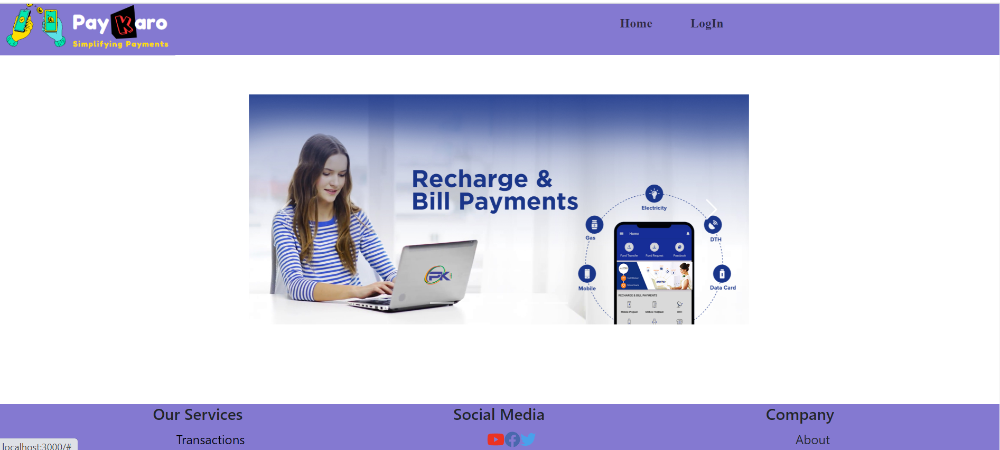 PayKaro
Simplifying Payments
Home
LogIn
Recharge &
Bill Payments
Electricity
Gas
DTH
Mobile
Data Card
Home
Fund Transfer
Fund Request
Passbook
RECHARGE & BILL PAYMENTS
Mobile Prepaid
Mobile Postpaid
DTH
PK
Our Services
Social Media
Company
Transactions
About
localhost:3000/#